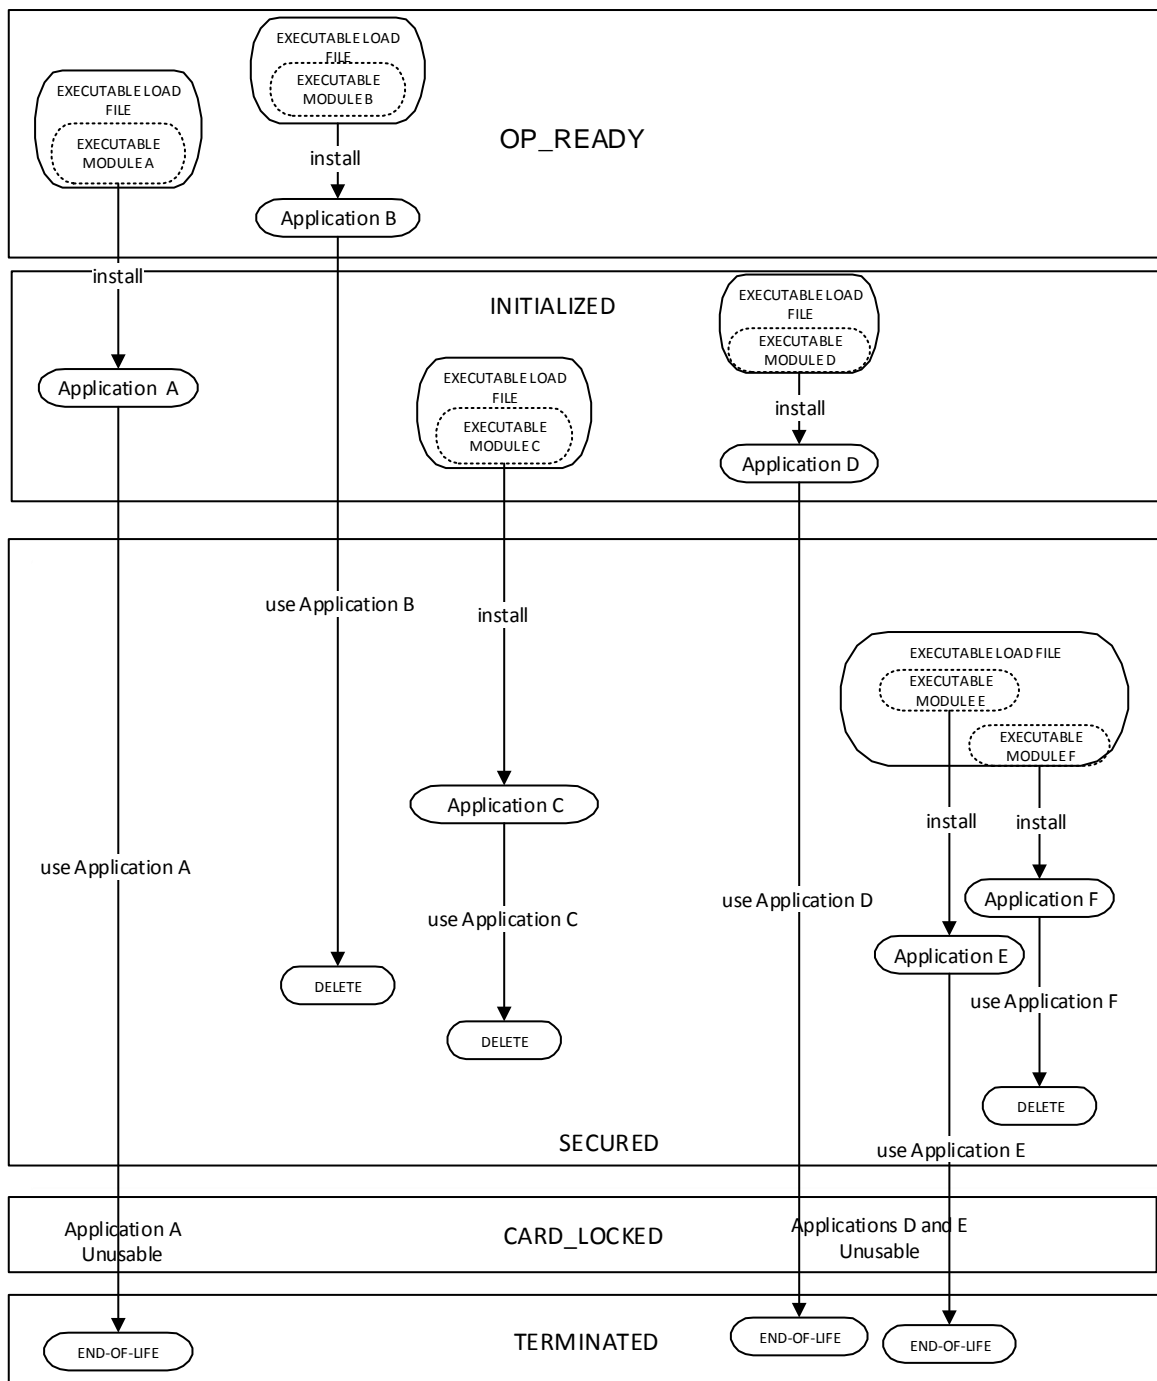 EXECUTABLE LOAD
FILE
EXECUTABLE
MODULE B
EXECUTABLE LOAD
FILE
EXECUTABLE
MODULE A
OP_READY
install
Application B
install
INITIALIZED
EXECUTABLE LOAD
FILE
EXECUTABLE
MODULE D
Application A
EXECUTABLE LOAD
FILE
EXECUTABLE
MODULE C
install
Application D
use Application B
install
EXECUTABLE LOAD FILE
EXECUTABLE
MODULE E
EXECUTABLE
MODULE F
Application C
install
install
use Application A
use Application C
use Application D
Application F
Application E
DELETE
use Application F
DELETE
DELETE
SECURED
use Application E
Application A
Unusable
CARD_LOCKED
Applications D and E
Unusable
TERMINATED
END-OF-LIFE
END-OF-LIFE
END-OF-LIFE